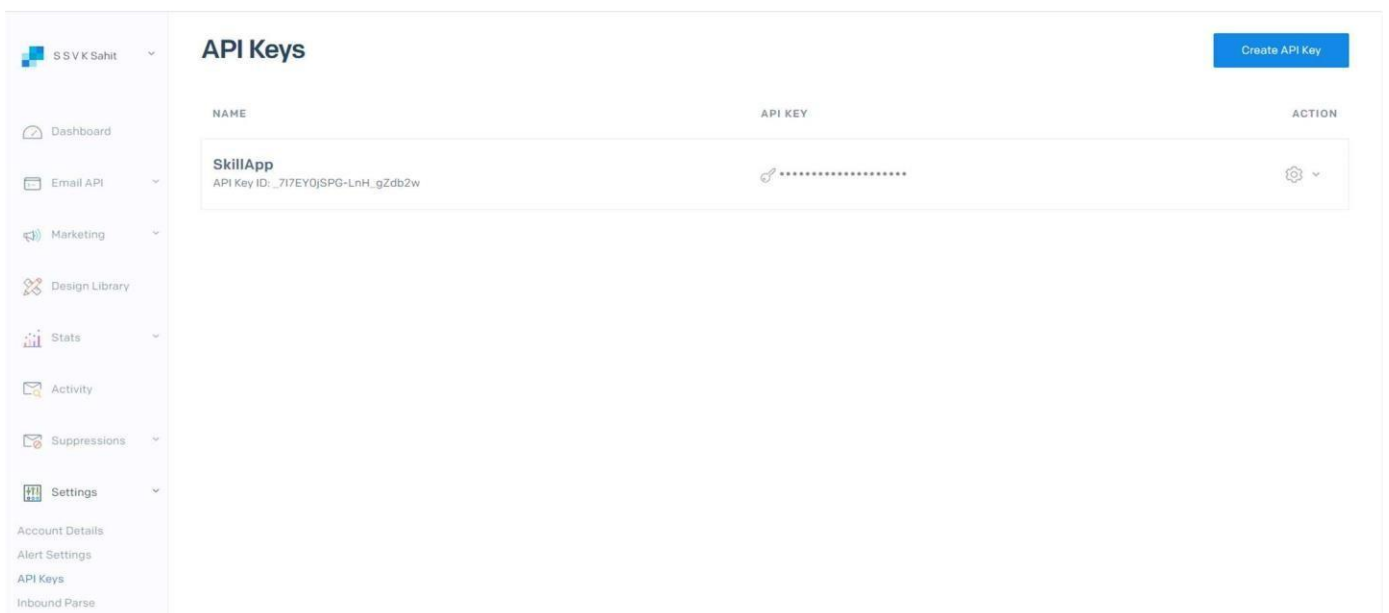 S S V K Sahit
API Keys
Create API Key
NAME
API KEY
ACTION
Dashboard
SkillApp
API Key ID: _7I7EY0jSPG-LnH_gZdb2w
••••••••••••••••••••
Email API
Marketing
Design Library
Stats
Activity
Suppressions
Settings
Account Details
Alert Settings
API Keys
Inbound Parse